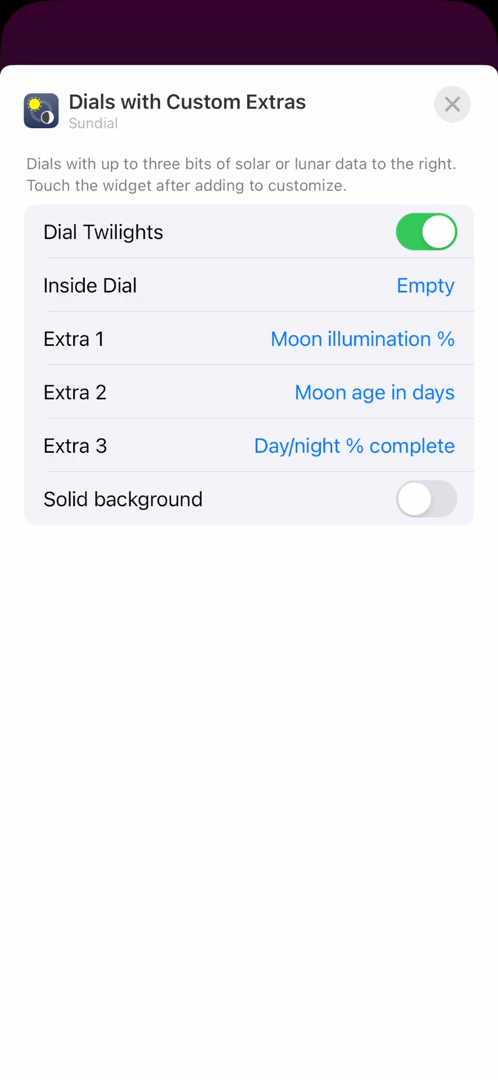 Dials with Custom Extras
Sundial
Dials with up to three bits of solar or lunar data to the right.
Touch the widget after adding to customize.
Dial Twilights
Inside Dial Empty
Extra 1 Moon illumination %
Extra 2 Moon age in days
Extra 3 Day/night % complete
Solid background